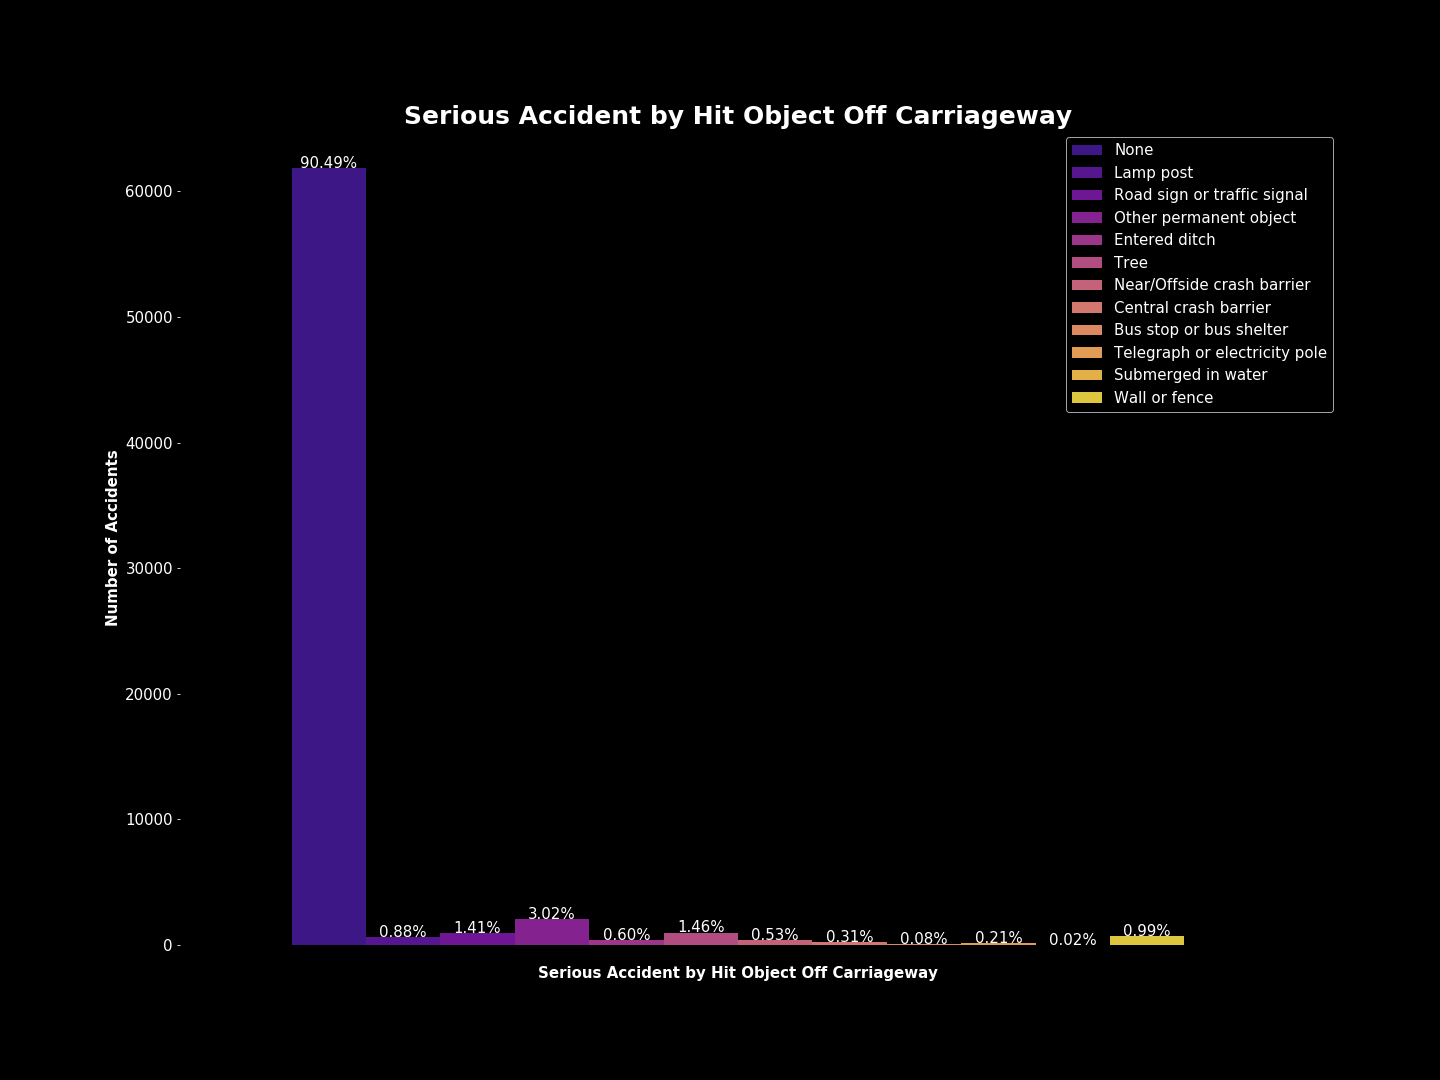 Serious Accident by Hit Object Off Carriageway
None
Lamp post
Road sign or traffic signal
Other permanent object
Entered ditch
Tree
Near/Offside crash barrier
Central crash barrier
Bus stop or bus shelter
Telegraph or electricity pole
Submerged in water
Wall or fence
Number of Accidents
60000
50000
40000
30000
20000
10000
0
90.49%
0.88%
1.41%
3.02%
0.60%
1.46%
0.53%
0.31%
0.08%
0.21%
0.02%
0.99%
Serious Accident by Hit Object Off Carriageway